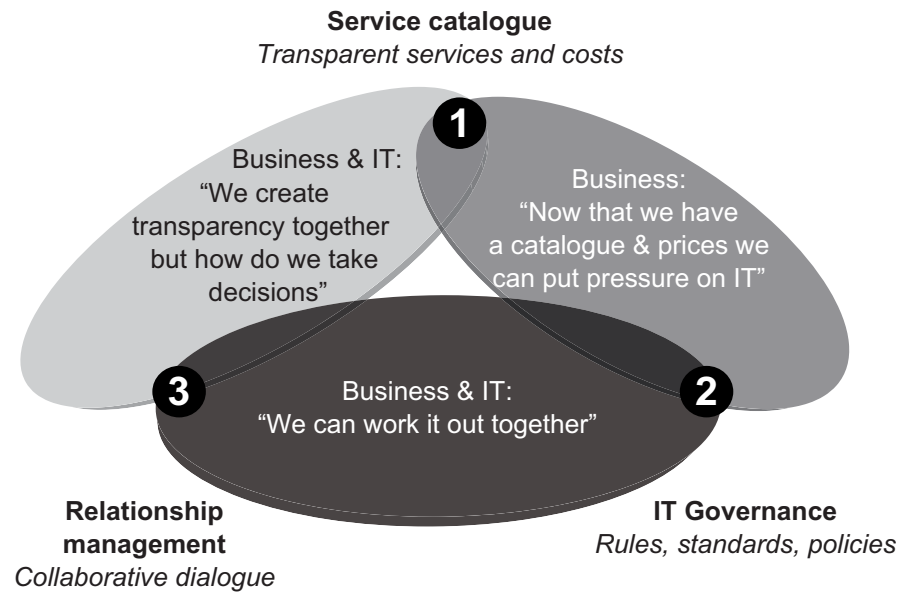 Service catalogue
Transparent services and costs
1
Business & IT:
“We create
transparency together
but how do we take
decisions”
Business:
“Now that we have
a catalogue & prices we
can put pressure on IT”
3
Business & IT:
“We can work it out together”
2
Relationship
management
Collaborative dialogue
IT Governance
Rules, standards, policies